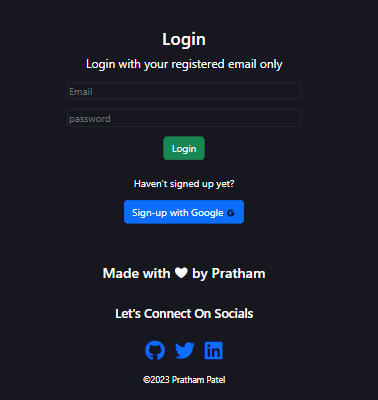 Login
Login with your registered email only
Email
password
Login
Haven't signed up yet?
Sign-up with Google G
Made with ❤ by Pratham
Let's Connect On Socials
©2023 Pratham Patel